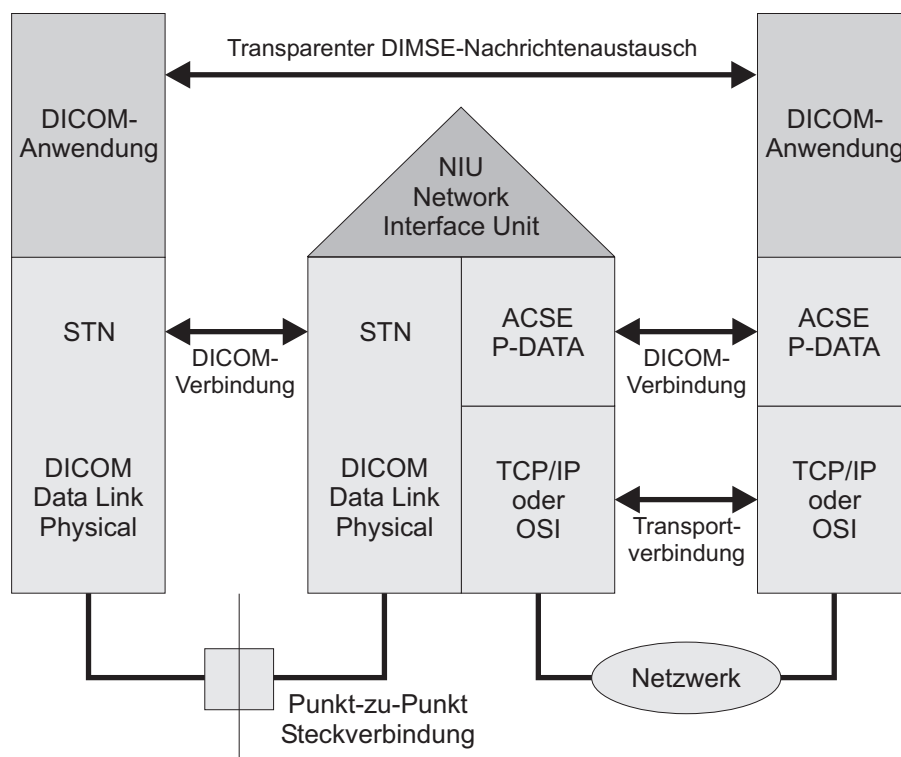 Transparenter DIMSE-Nachrichtenaustausch
DICOM-
Anwendung
DICOM-
Anwendung
NIU
Network
Interface Unit
STN
DICOM-
Verbindung
STN
ACSE
P-DATA
DICOM-
Verbindung
ACSE
P-DATA
DICOM
Data Link
Physical
DICOM
Data Link
Physical
TCP/IP
oder
OSI
Transport-
verbindung
TCP/IP
oder
OSI
Punkt-zu-Punkt
Steckverbindung
Netzwerk